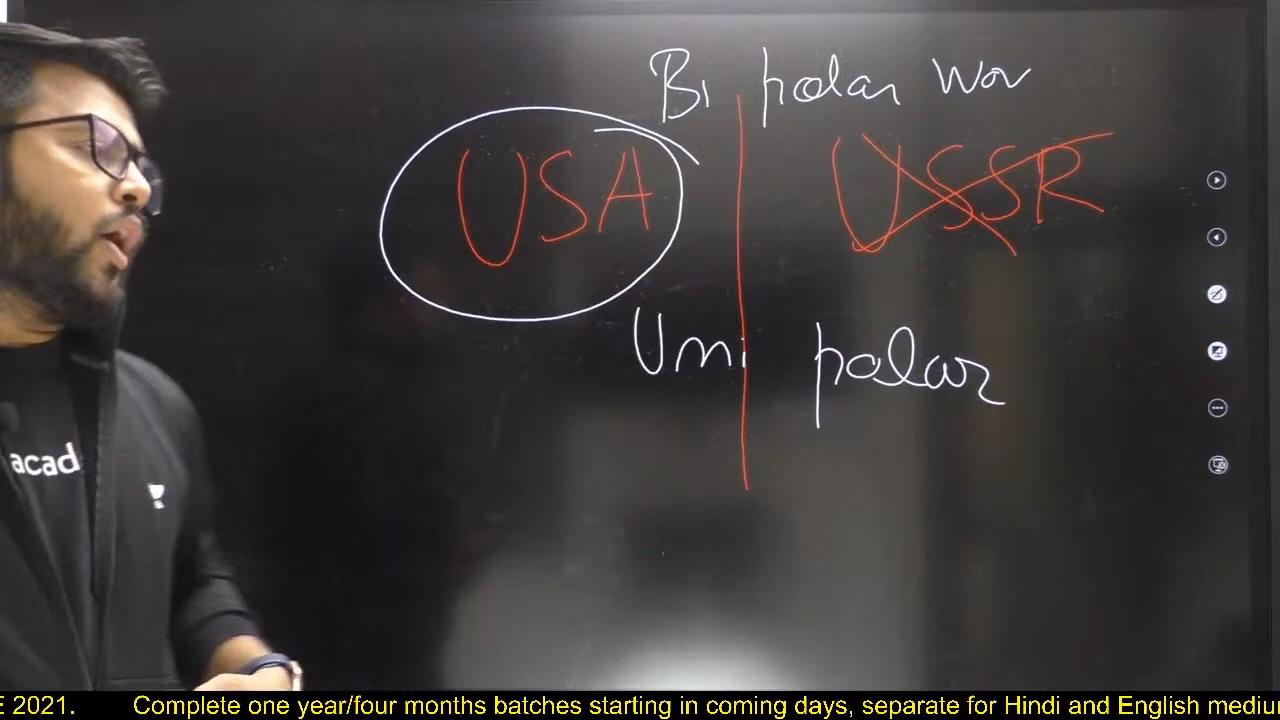 Bi polar Wor
USA USSR
Uni polar
acad
E 2021. Complete one year/four months batches starting in coming days, separate for Hindi and English mediu